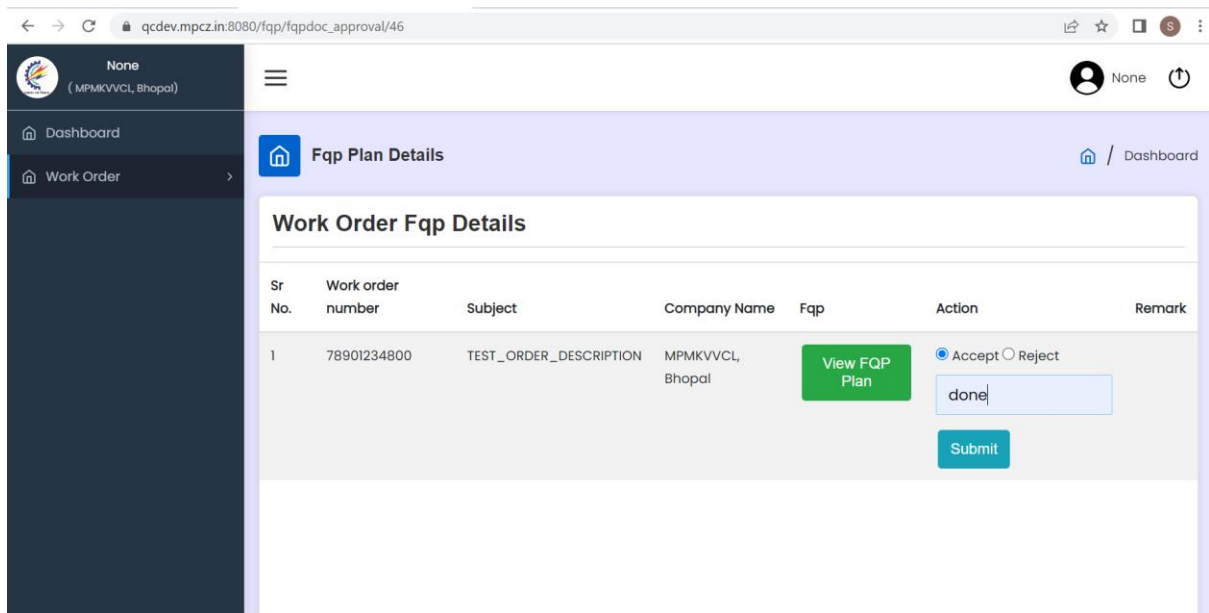 qcdev.mpcz.in:8080/fqp/fqpdoc_approval/46
S
None
( MPMKVVCL, Bhopal)
None
Dashboard
Work Order
Fqp Plan Details
/ Dashboard
Work Order Fqp Details
Sr No.
Work order number
Subject
Company Name
Fqp
Action
Remark
1
78901234800
TEST_ORDER_DESCRIPTION
MPMKVVCL,
Bhopal
View FQP
Plan
Accept Reject
done
Submit